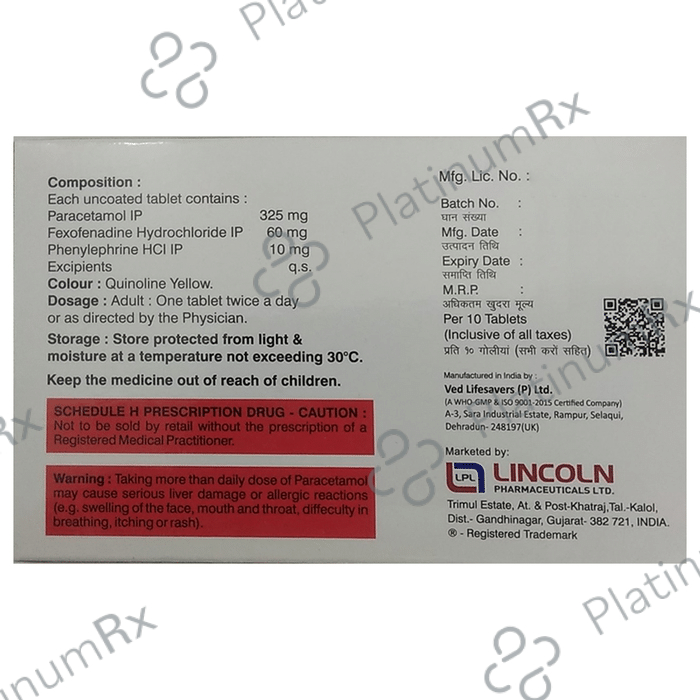 PlatinumRx
Composition :
Each uncoated tablet contains :
Paracetamol IP 325 mg
Fexofenadine Hydrochloride IP 60 mg
Phenylephrine HCl IP 10 mg
Excipients q.s.
Colour : Quinoline Yellow.
Dosage : Adult : One tablet twice a day
or as directed by the Physician.
Storage : Store protected from light &
moisture at a temperature not exceeding 30°C.
Keep the medicine out of reach of children.
SCHEDULE H PRESCRIPTION DRUG - CAUTION :
Not to be sold by retail without the prescription of a
Registered Medical Practitioner.
Warning : Taking more than daily dose of Paracetamol
may cause serious liver damage or allergic reactions
(e.g. swelling of the face, mouth and throat, difficulty in
breathing, itching or rash).
Mfg. Lic. No. :
Batch No. :
घान संख्या
Mfg. Date :
उत्पादन तिथि
Expiry Date :
समाप्ति तिथि
M.R.P. :
अधिकतम खुदरा मूल्य
Per 10 Tablets
(Inclusive of all taxes)
प्रति १० गोलीयां (सभी करों सहित)
Manufactured in India by :
Ved Lifesavers (P) Ltd.
(A WHO-GMP & ISO 9001-2015 Certified Company)
A-3, Sara Industrial Estate, Rampur, Selaqui,
Dehradun- 248197(UK)
Marketed by:
LPL LINCOLN
PHARMACEUTICALS LTD.
Trimul Estate, At. & Post-Khatraj,Tal.-Kalol,
Dist.- Gandhinagar, Gujarat- 382 721, INDIA.
® - Registered Trademark
PlatinumRx
PlatinumRx
PlatinumRx